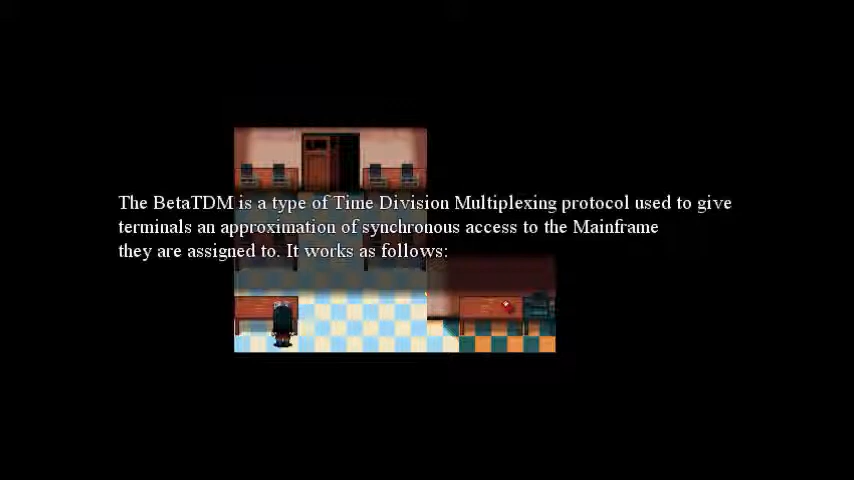 The BetaTDM is a type of Time Division Multiplexing protocol used to give
terminals an approximation of synchronous access to the Mainframe
they are assigned to. It works as follows: